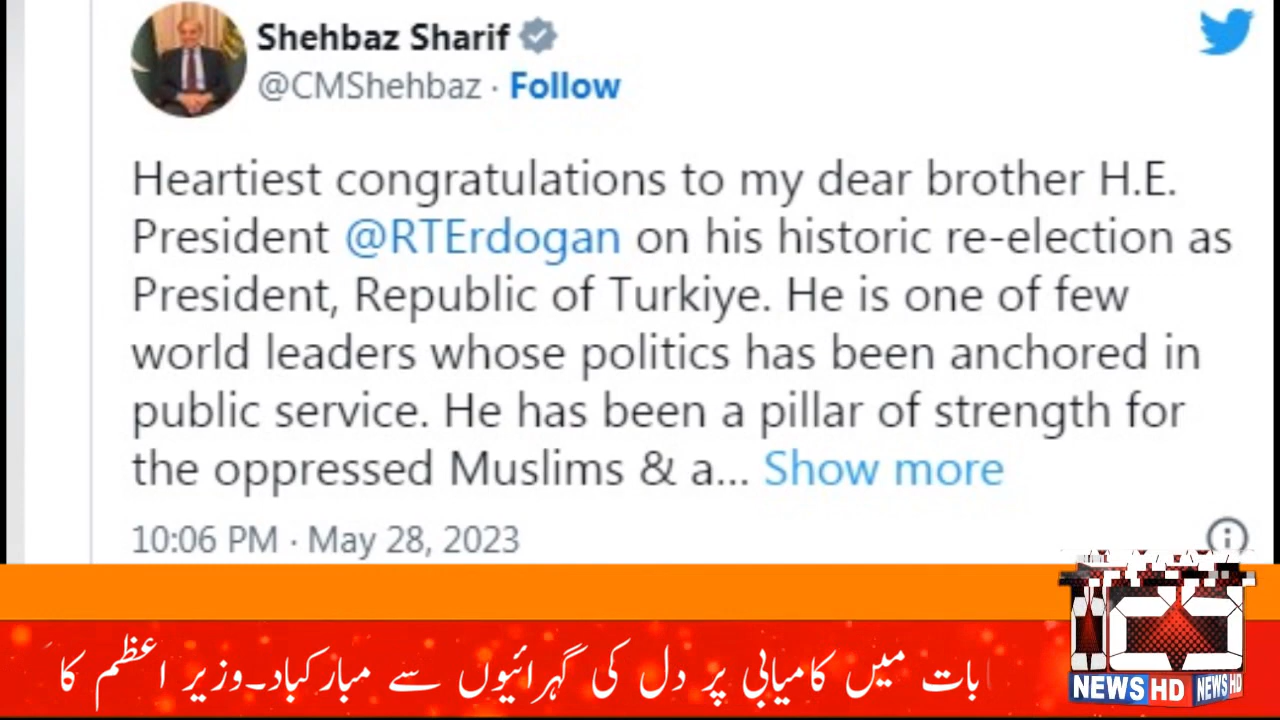 Shehbaz Sharif
@CMShehbaz · Follow
Heartiest congratulations to my dear brother H.E.
President @RTErdogan on his historic re-election as
President, Republic of Turkiye. He is one of few
world leaders whose politics has been anchored in
public service. He has been a pillar of strength for
the oppressed Muslims & a... Show more
10:06 PM · May 28, 2023
بات میں کامیابی پر دل کی گہرائیوں سے مبارکباد۔وزیر اعظم کا
NEWS HD NEWS HD